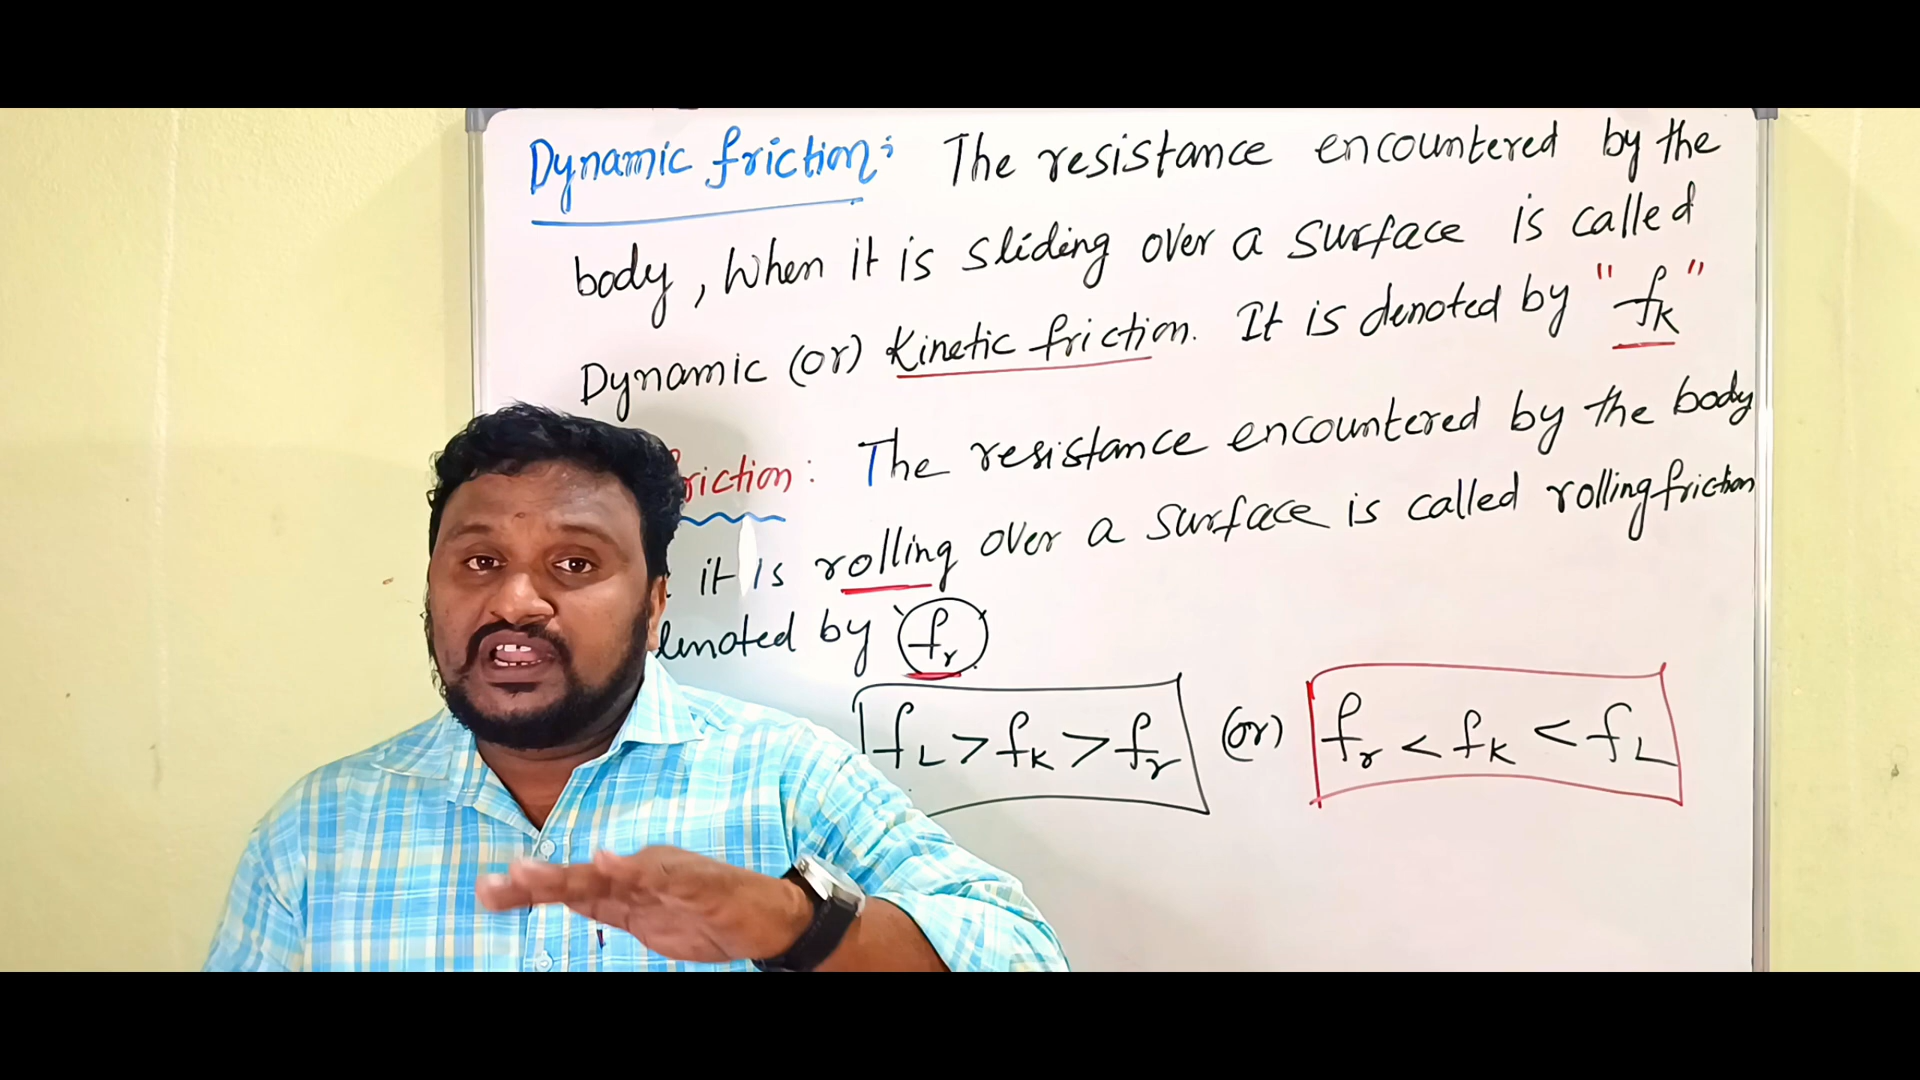 Dynamic friction: The resistance encountered by the
body, when it is sliding over a surface is called
Dynamic (or) Kinetic friction. It is denoted by "fk"
friction: The resistance encountered by the body
it is rolling over a surface is called rolling friction
denoted by fr
fL > fk > fr (or) fr < fk < fL